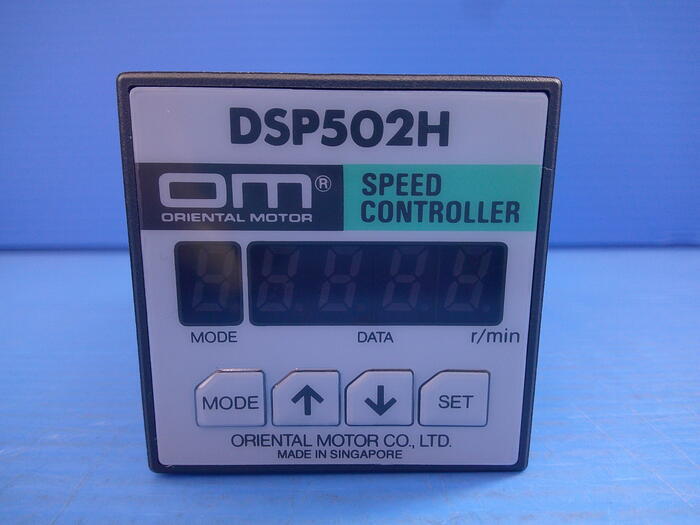 DSP502H
OM®
ORIENTAL MOTOR
SPEED
CONTROLLER
MODE DATA r/min
MODE ↑ ↓ SET
ORIENTAL MOTOR CO., LTD.
MADE IN SINGAPORE